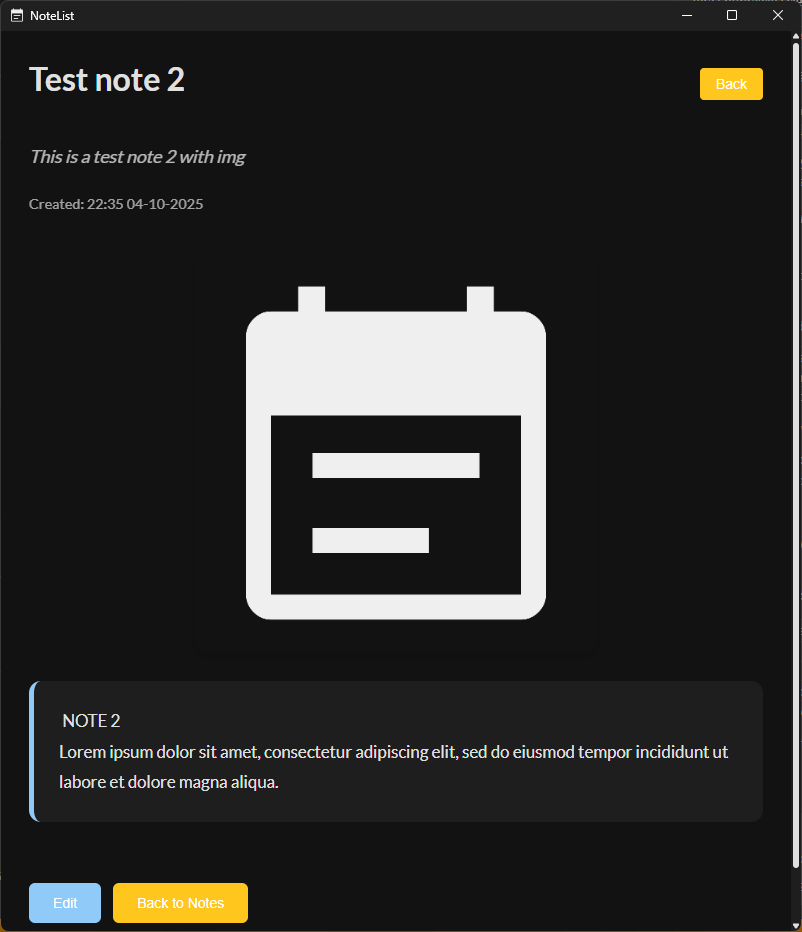 NoteList
Test note 2
Back
This is a test note 2 with img
Created: 22:35 04-10-2025
NOTE 2
Lorem ipsum dolor sit amet, consectetur adipiscing elit, sed do eiusmod tempor incididunt ut
labore et dolore magna aliqua.
Edit
Back to Notes